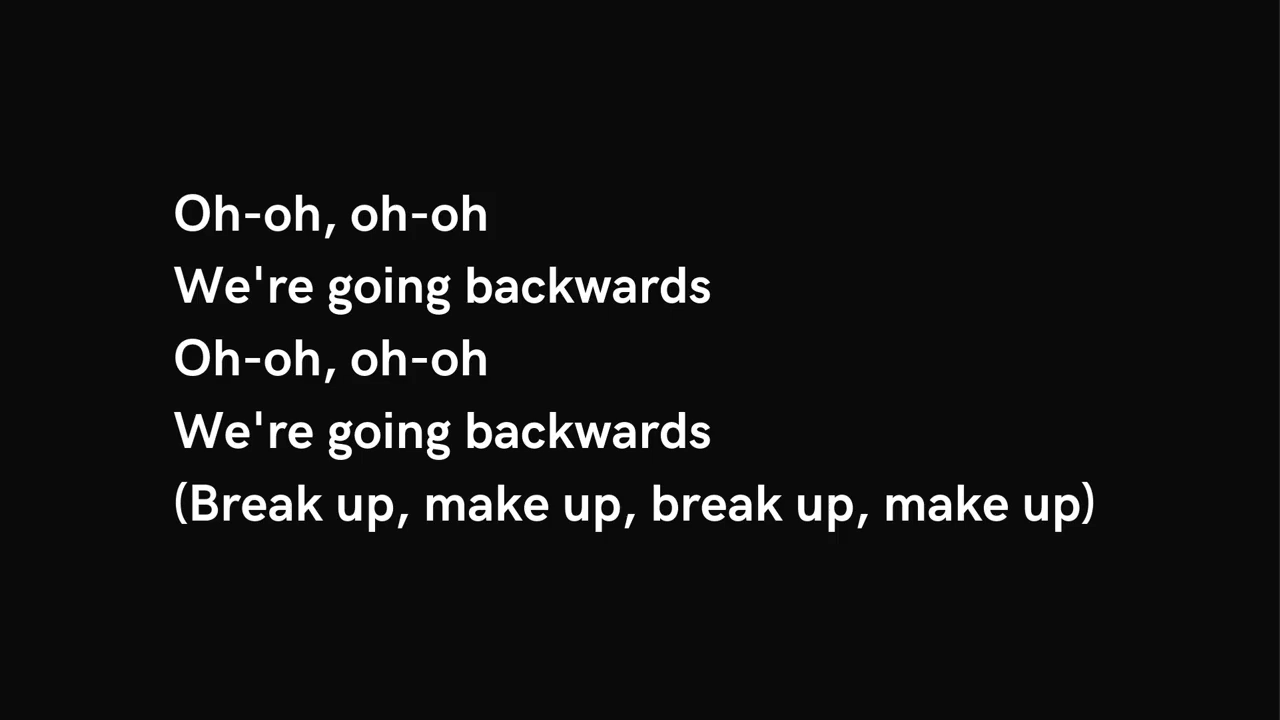 Oh-oh, oh-oh
We're going backwards
Oh-oh, oh-oh
We're going backwards
(Break up, make up, break up, make up)